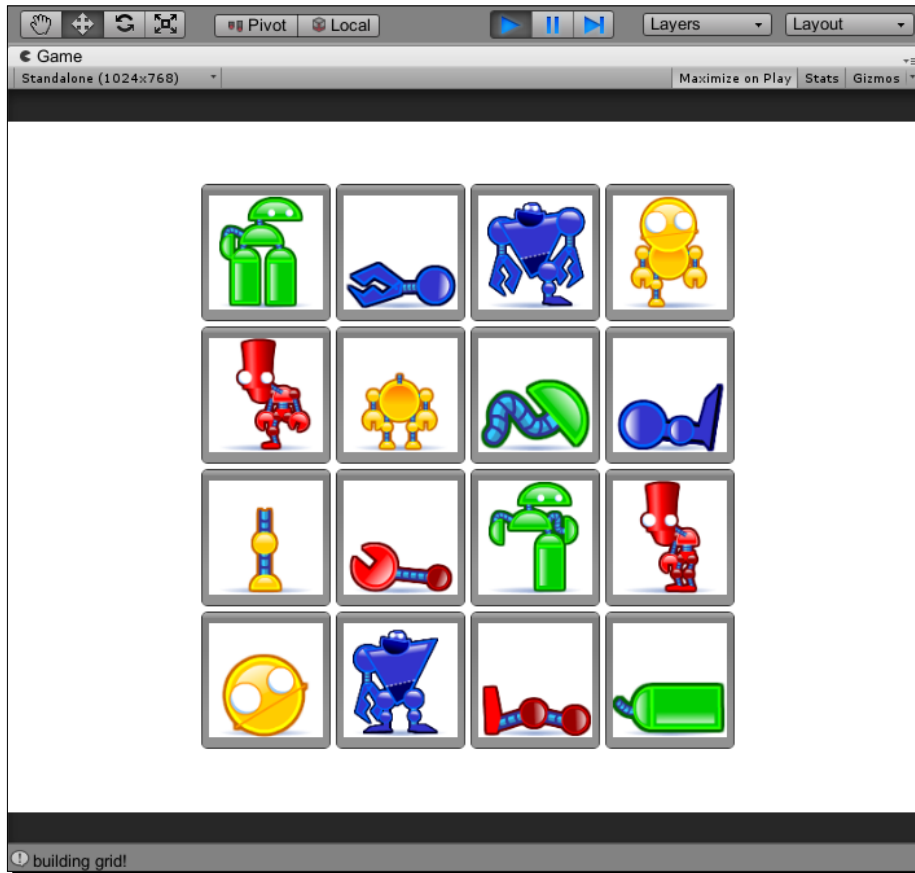 Pivot Local Layers Layout
Game
Standalone (1024x768) Maximize on Play Stats Gizmos
building grid!